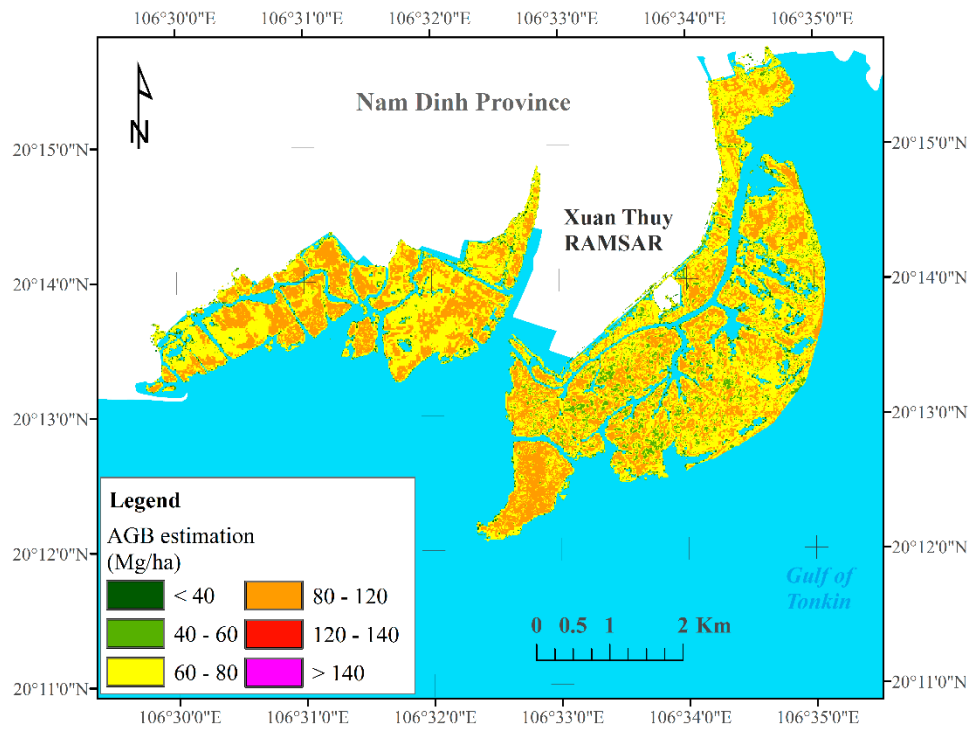 106°30'0"E 106°31'0"E 106°32'0"E 106°33'0"E 106°34'0"E 106°35'0"E
N
Nam Dinh Province
20°15'0"N 20°15'0"N
Xuan Thuy
RAMSAR
20°14'0"N 20°14'0"N
20°13'0"N 20°13'0"N
Legend
AGB estimation
(Mg/ha)
< 40 80 - 120
40 - 60 120 - 140
60 - 80 > 140
20°12'0"N 20°12'0"N
Gulf of
Tonkin
0 0.5 1 2 Km
20°11'0"N 20°11'0"N
106°30'0"E 106°31'0"E 106°32'0"E 106°33'0"E 106°34'0"E 106°35'0"E